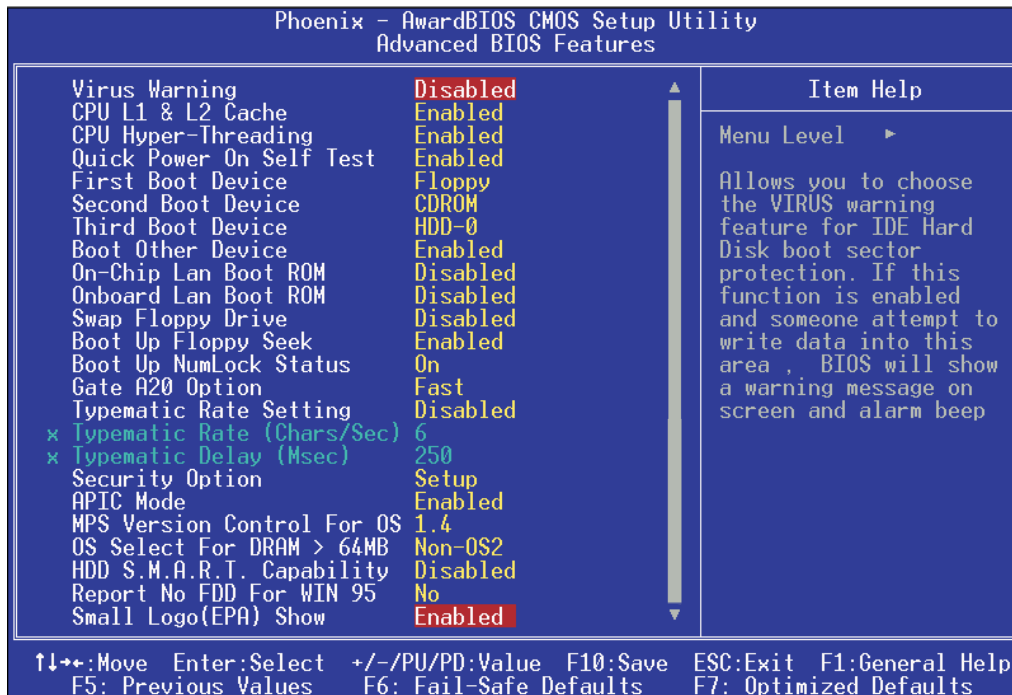 Phoenix - AwardBIOS CMOS Setup Utility
Advanced BIOS Features
Virus Warning Disabled
CPU L1 & L2 Cache Enabled
CPU Hyper-Threading Enabled
Quick Power On Self Test Enabled
First Boot Device Floppy
Second Boot Device CDROM
Third Boot Device HDD-0
Boot Other Device Enabled
On-Chip Lan Boot ROM Disabled
Onboard Lan Boot ROM Disabled
Swap Floppy Drive Disabled
Boot Up Floppy Seek Enabled
Boot Up NumLock Status On
Gate A20 Option Fast
Typematic Rate Setting Disabled
x Typematic Rate (Chars/Sec) 6
x Typematic Delay (Msec) 250
Security Option Setup
APIC Mode Enabled
MPS Version Control For OS 1.4
OS Select For DRAM > 64MB Non-OS2
HDD S.M.A.R.T. Capability Disabled
Report No FDD For WIN 95 No
Small Logo(EPA) Show Enabled
Item Help
Menu Level ►
Allows you to choose
the VIRUS warning
feature for IDE Hard
Disk boot sector
protection. If this
function is enabled
and someone attempt to
write data into this
area , BIOS will show
a warning message on
screen and alarm beep
↑↓→←:Move Enter:Select +/-/PU/PD:Value F10:Save ESC:Exit F1:General Help
F5: Previous Values F6: Fail-Safe Defaults F7: Optimized Defaults